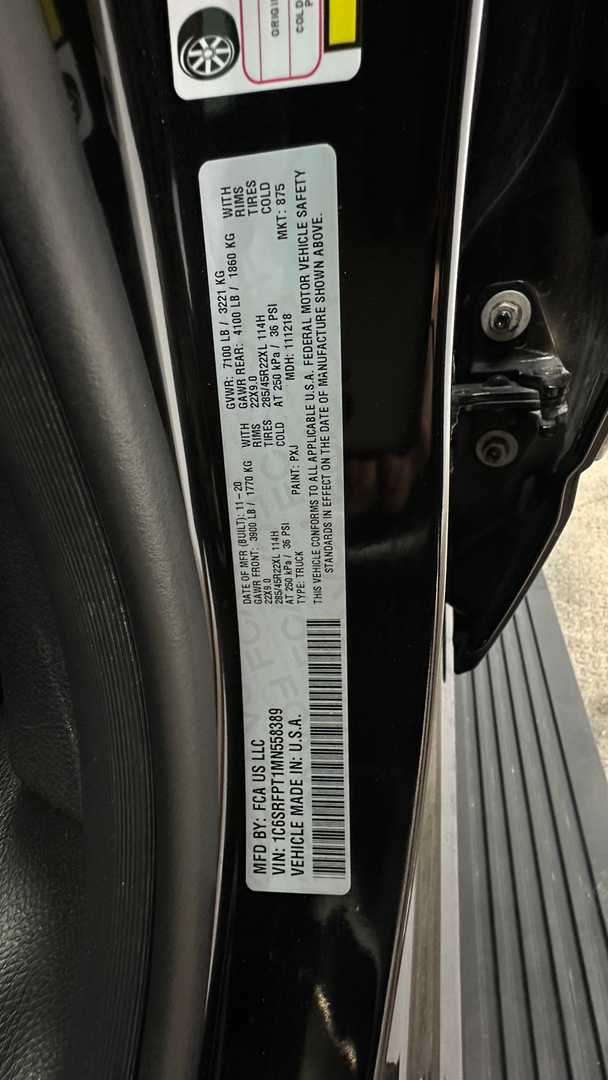 ORIGI
COLD
MFD BY: FCA US LLC
VIN: 1C6SRFPT1MN558389
VEHICLE MADE IN: U.S.A.
DATE OF MFR (BUILT): 11-20
GAWR FRONT: 3900 LB / 1770 KG WITH
22X9.0 RIMS
285/45R22XL 114H TIRES
AT 250 kPa / 36 PSI COLD
TYPE: TRUCK PAINT: PXJ
GVWR: 7100 LB / 3221 KG
GAWR REAR: 4100 LB / 1860 KG WITH
22X9.0 RIMS
285/45R22XL 114H TIRES
AT 250 kPa / 36 PSI COLD
MDH: 111218 MKT: 875
THIS VEHICLE CONFORMS TO ALL APPLICABLE U.S.A. FEDERAL MOTOR VEHICLE SAFETY
STANDARDS IN EFFECT ON THE DATE OF MANUFACTURE SHOWN ABOVE.